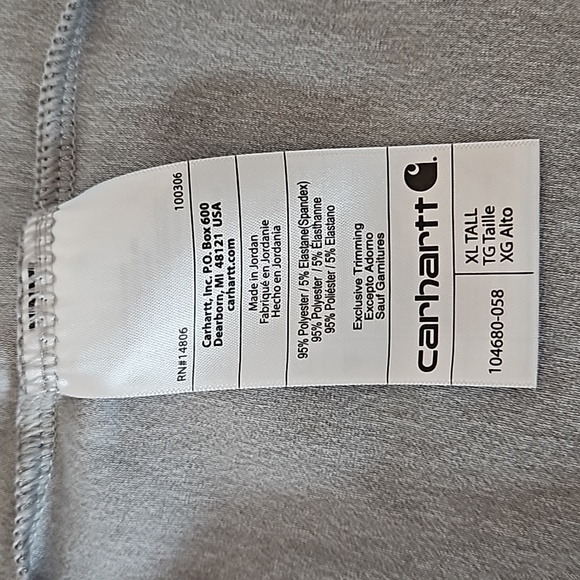 RN#14806 100306
Carhartt, Inc. P.O. Box 600
Dearborn, MI 48121 USA
carhartt.com
Made in Jordan
Fabriqué en Jordanie
Hecho en Jordania
95% Polyester / 5% Elastane(Spandex)
95% Polyester / 5% Élasthanne
95% Poliéster / 5% Elastano
Exclusive Trimming
Excepto Adorno
Sauf Garnitures
carhartt
104680-058
XL TALL
TG Taille
XG Alto